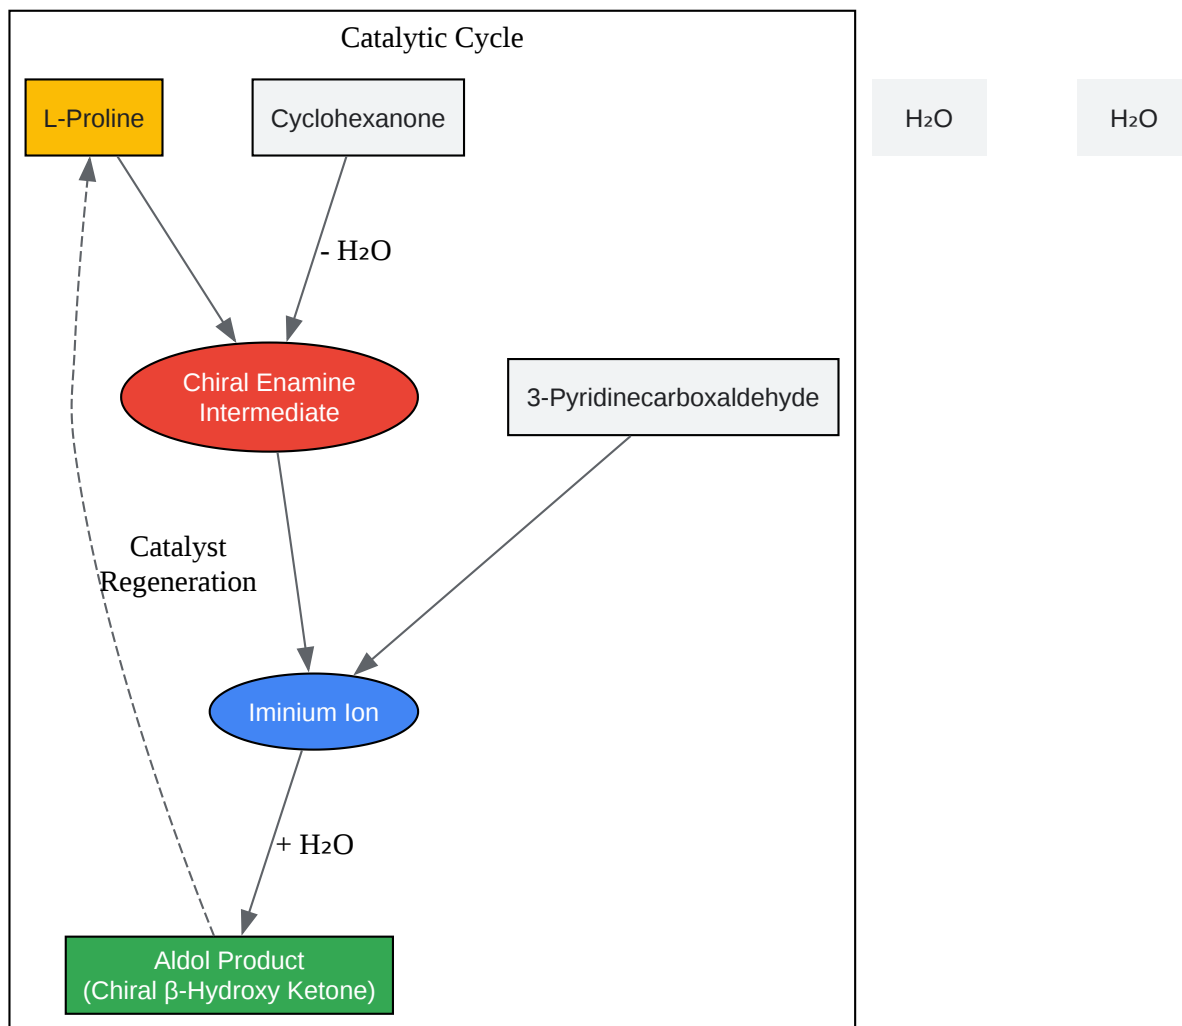 Catalytic Cycle
L-Proline
Cyclohexanone
H₂O
H₂O
- H₂O
Chiral Enamine
Intermediate
3-Pyridinecarboxaldehyde
Catalyst
Regeneration
Iminium Ion
+ H₂O
Aldol Product
(Chiral β-Hydroxy Ketone)